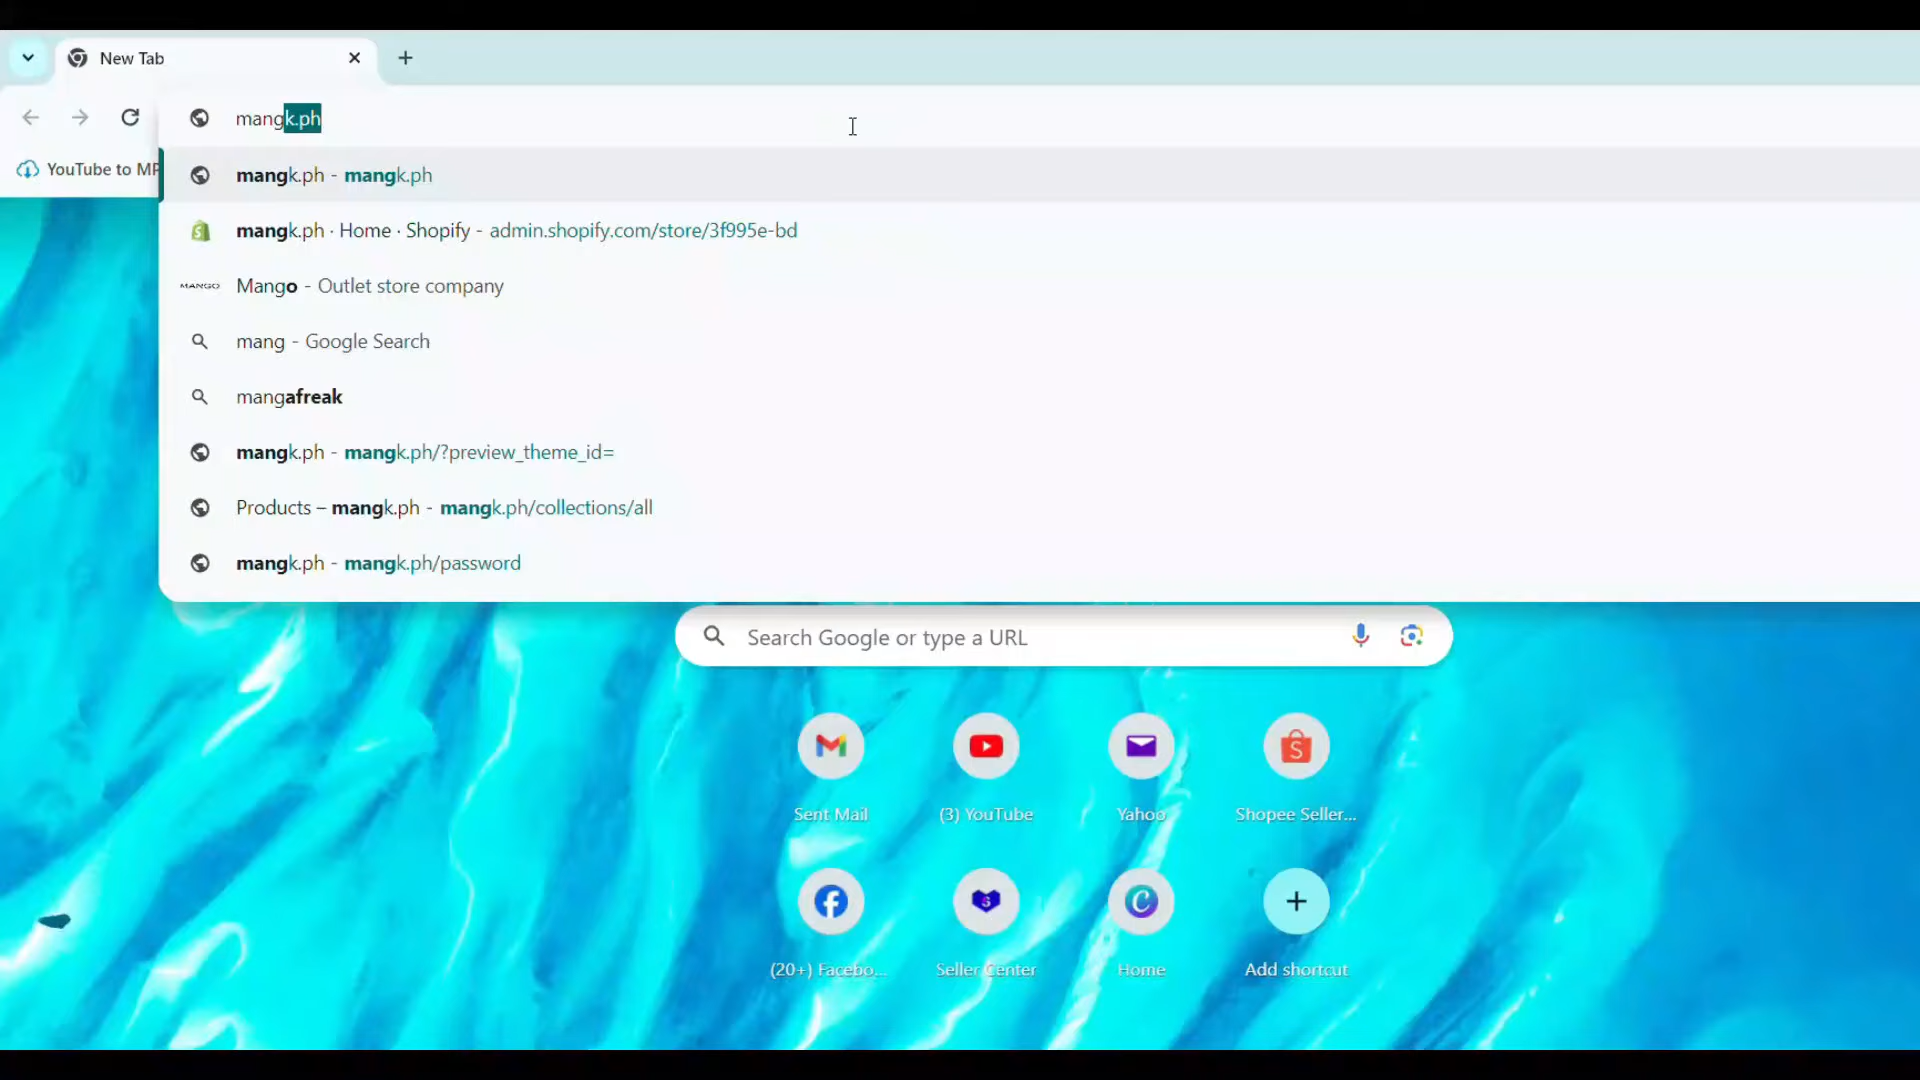 New Tab
mangk.ph
YouTube to MP
mangk.ph - mangk.ph
mangk.ph · Home · Shopify - admin.shopify.com/store/3f995e-bd
MANGO
Mango - Outlet store company
mang - Google Search
mangafreak
mangk.ph - mangk.ph/?preview_theme_id=
Products – mangk.ph - mangk.ph/collections/all
mangk.ph - mangk.ph/password
Search Google or type a URL
Sent Mail
(3) YouTube
Yahoo
Shopee Seller...
(20+) Facebo...
Seller Center
Home
Add shortcut